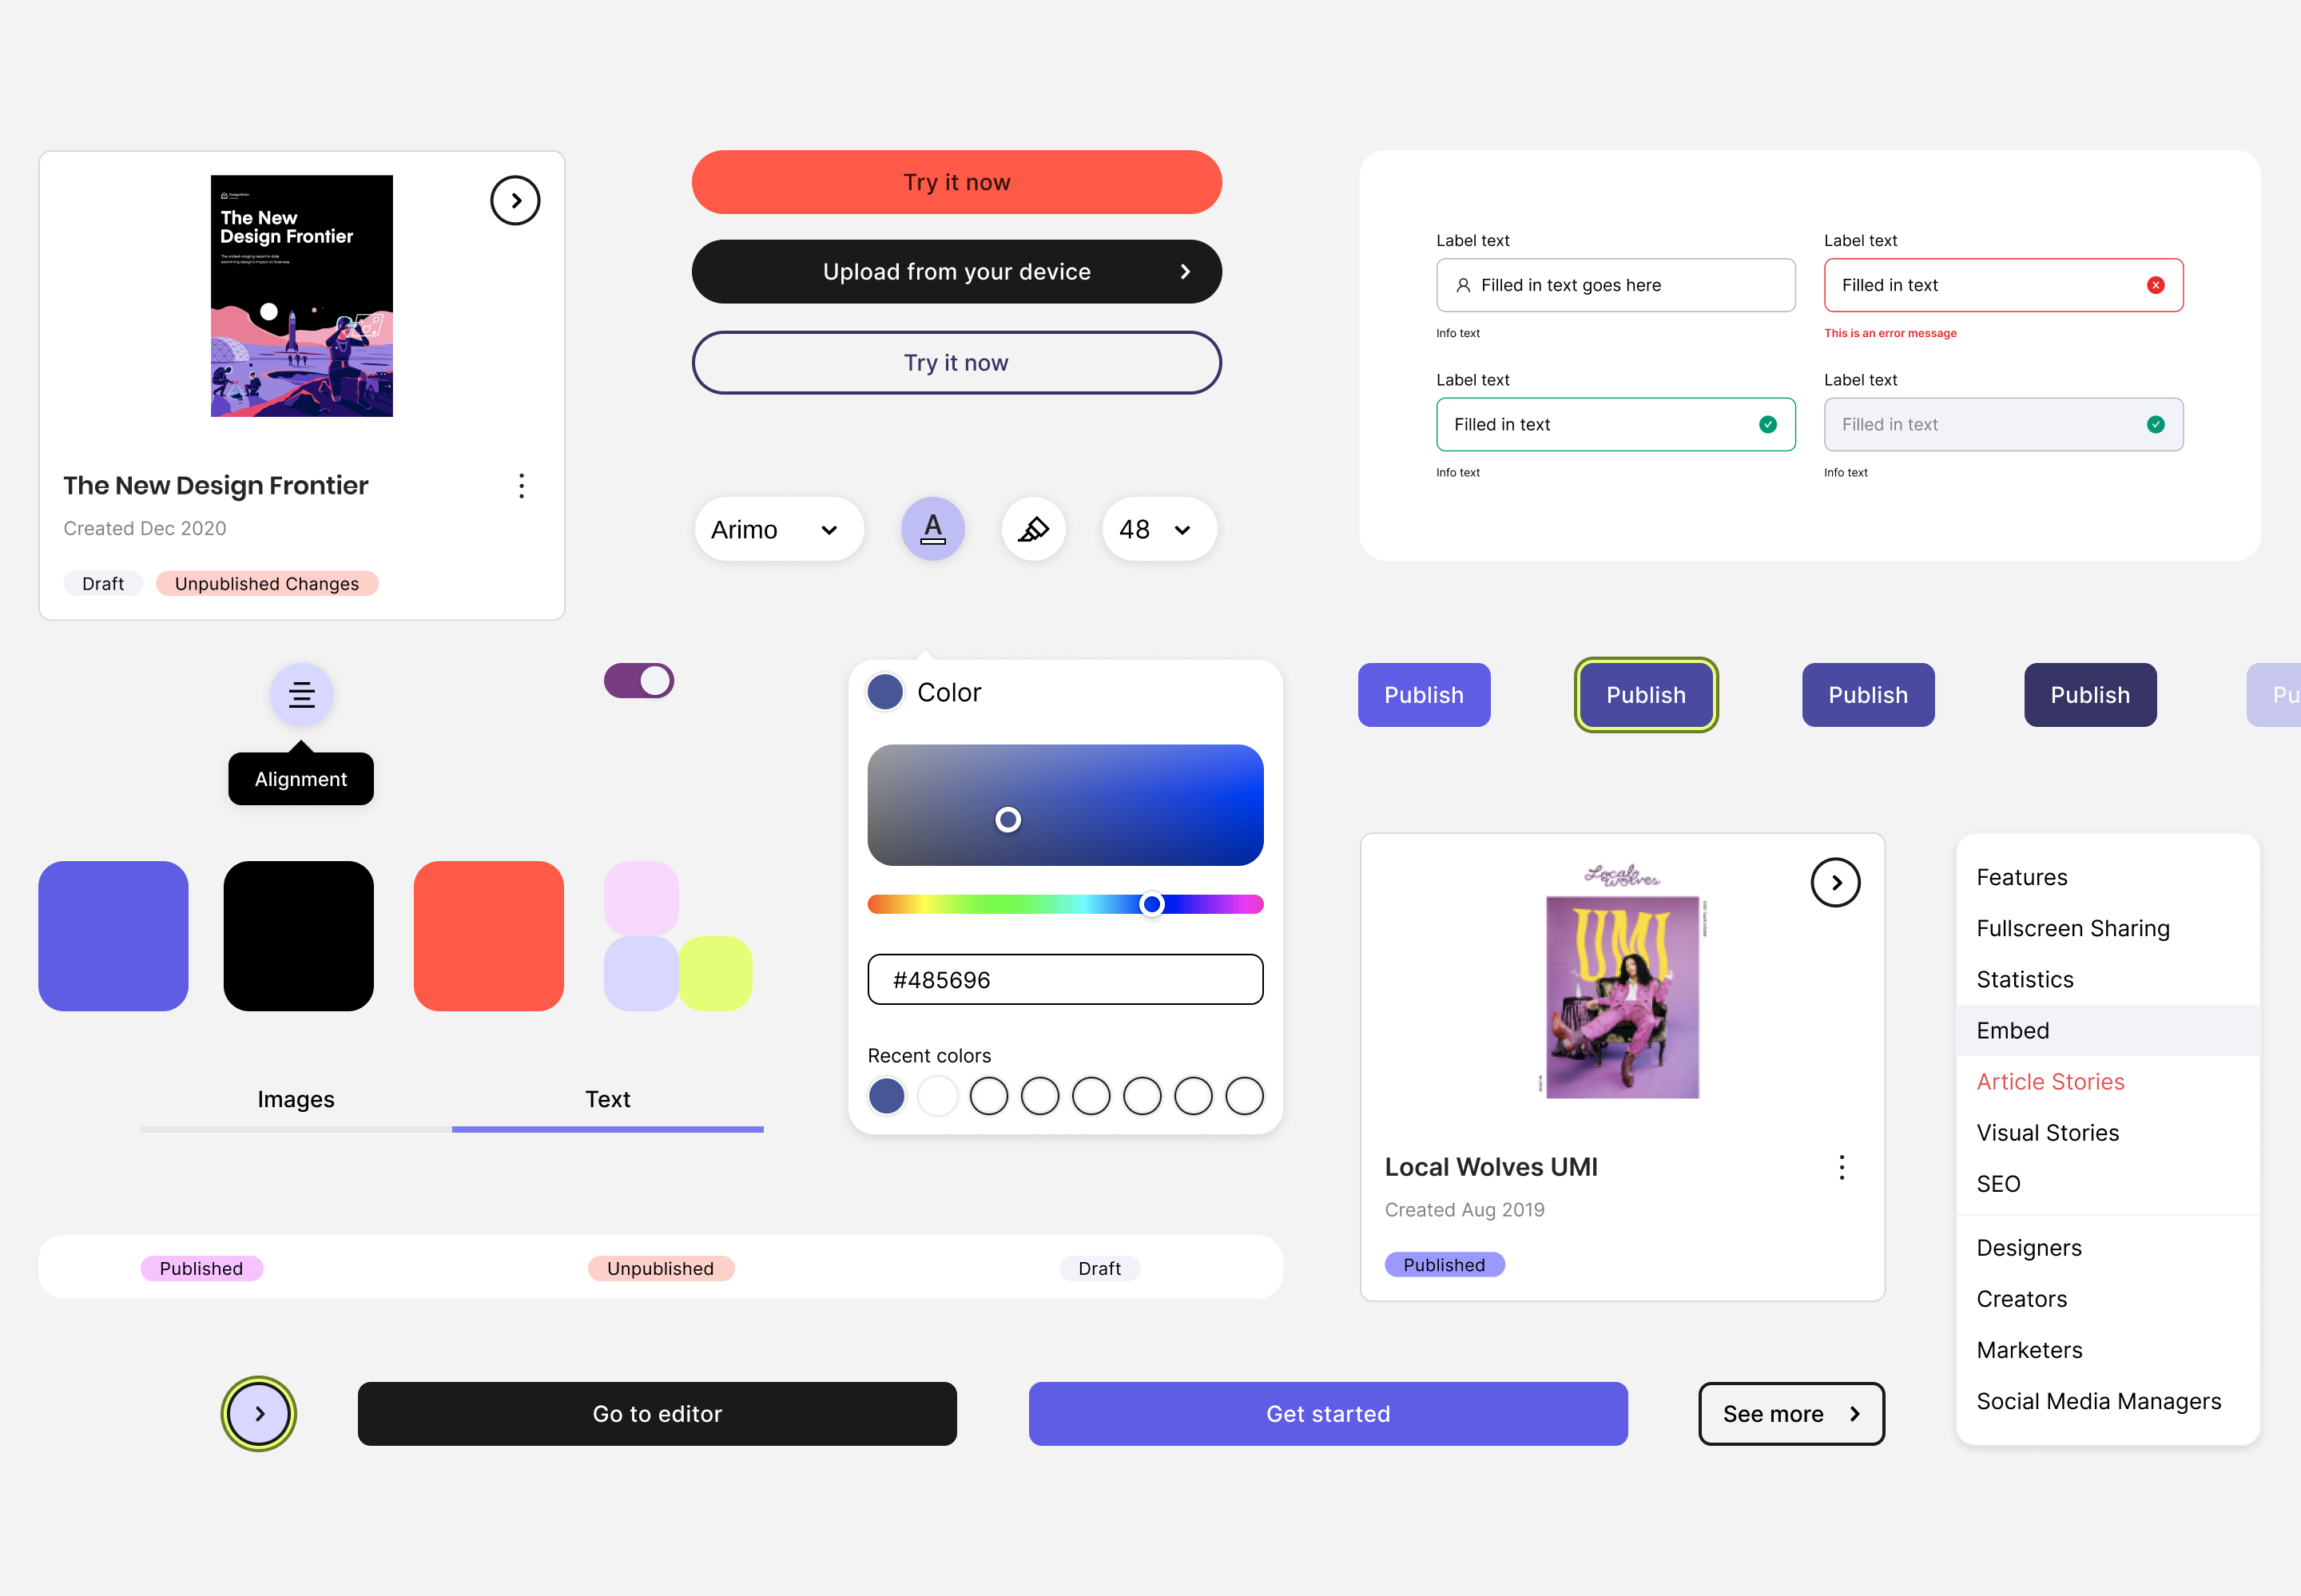 The New
Design Frontier
The New Design Frontier
Created Dec 2020
Draft
Unpublished Changes
Try it now
Upload from your device
Try it now
Arimo
A
48
Label text
Filled in text goes here
Info text
Label text
Filled in text
This is an error message
Label text
Filled in text
Info text
Label text
Filled in text
Info text
Alignment
Color
#485696
Recent colors
Publish
Publish
Publish
Publish
Pu
Images
Text
Local
Wolves
UMI
Local Wolves UMI
Created Aug 2019
Published
Features
Fullscreen Sharing
Statistics
Embed
Article Stories
Visual Stories
SEO
Designers
Creators
Marketers
Social Media Managers
Published
Unpublished
Draft
Go to editor
Get started
See more